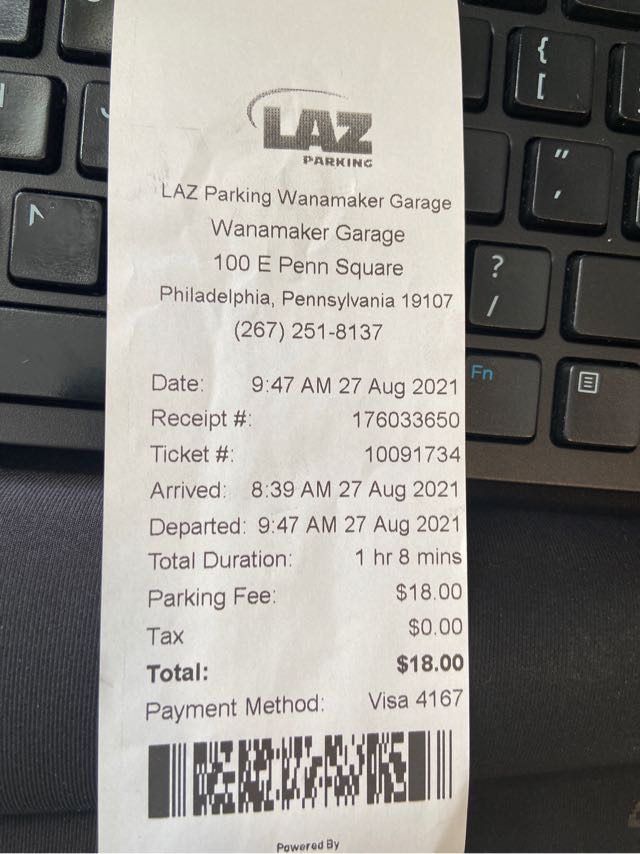 LAZ
PARKING
LAZ Parking Wanamaker Garage
Wanamaker Garage
100 E Penn Square
Philadelphia, Pennsylvania 19107
(267) 251-8137
Date: 9:47 AM 27 Aug 2021
Receipt #: 176033650
Ticket #: 10091734
Arrived: 8:39 AM 27 Aug 2021
Departed: 9:47 AM 27 Aug 2021
Total Duration: 1 hr 8 mins
Parking Fee: $18.00
Tax $0.00
Total: $18.00
Payment Method: Visa 4167
Powered By
{
[
"
,
?
/
Fn